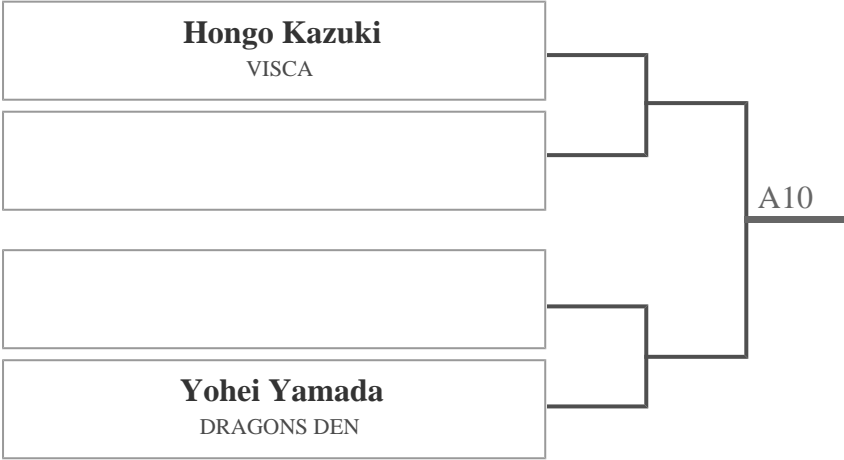 Hongo Kazuki
VISCA
A10
Yohei Yamada
DRAGONS DEN